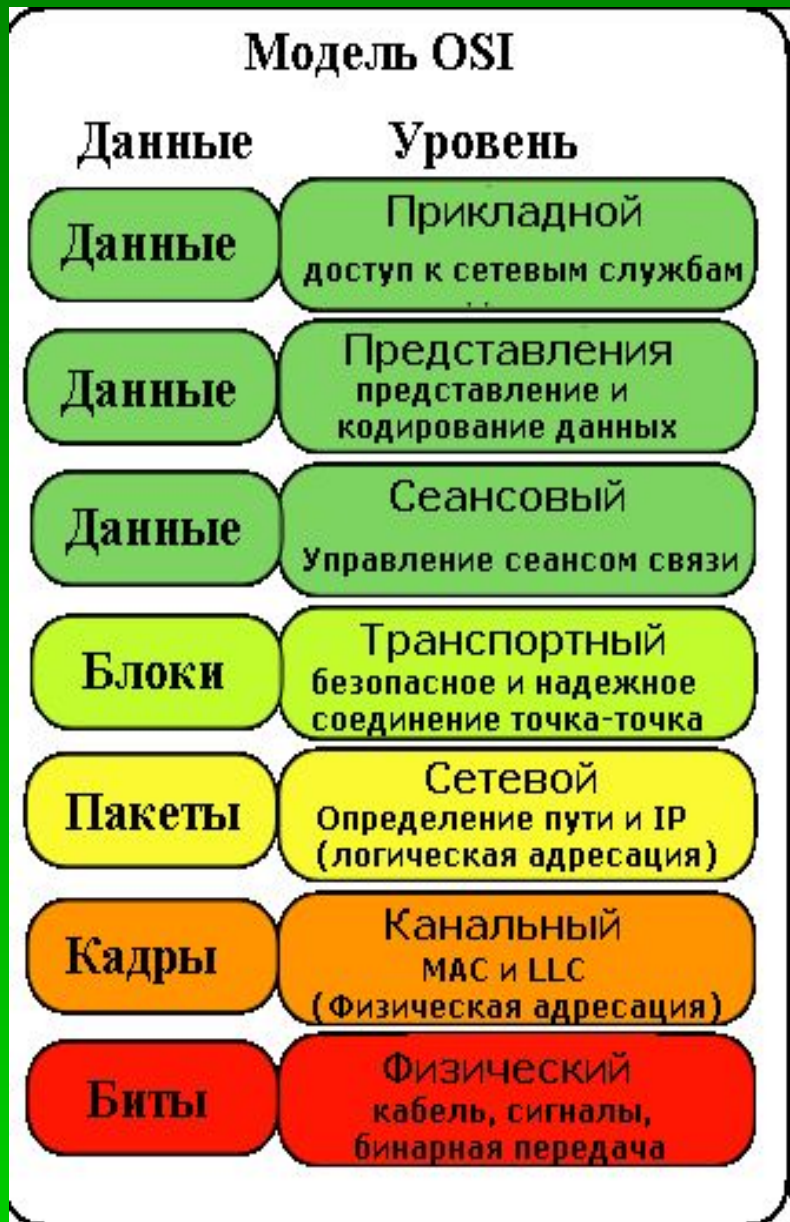 Модель OSI
Данные Уровень
Данные
Прикладной
доступ к сетевым службам
Данные
Представления
представление и
кодирование данных
Данные
Сеансовый
Управление сеансом связи
Блоки
Транспортный
безопасное и надежное
соединение точка-точка
Пакеты
Сетевой
Определение пути и IP
(логическая адресация)
Кадры
Канальный
MAC и LLC
(Физическая адресация)
Биты
Физический
кабель, сигналы,
бинарная передача